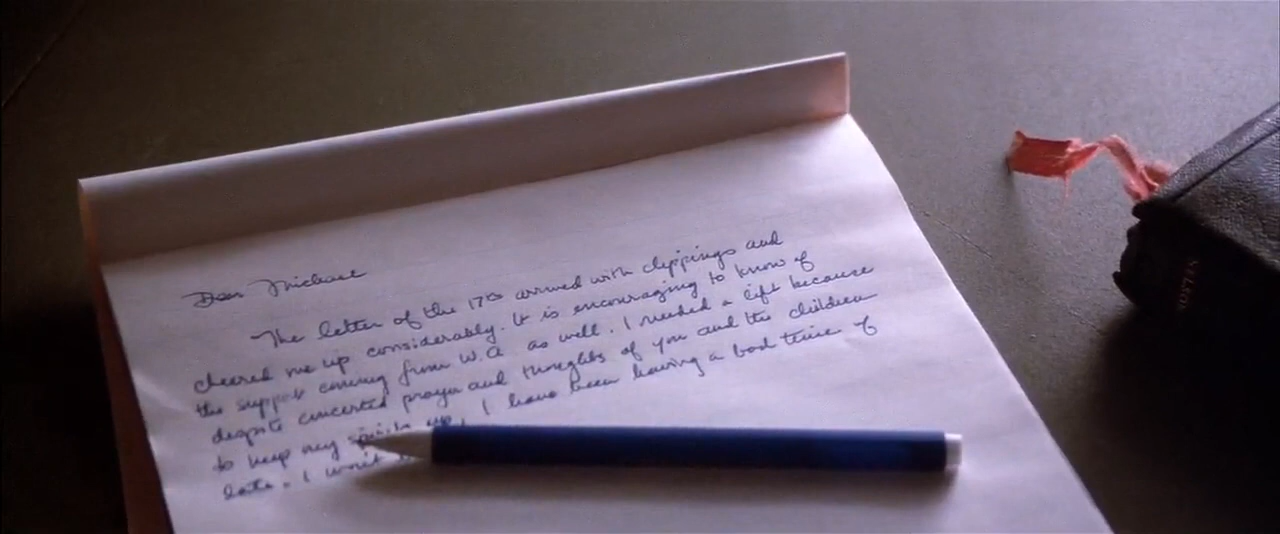 Dear Michael
The letter of the 17th arrived with clippings and
cheered me up considerably. It is encouraging to know of
the support coming from W.A. as well. I needed a lift because
despite concerted prayer and thoughts of you and the children
to keep my spirits up, I have been having a bad time of
late. I won't
NELSON